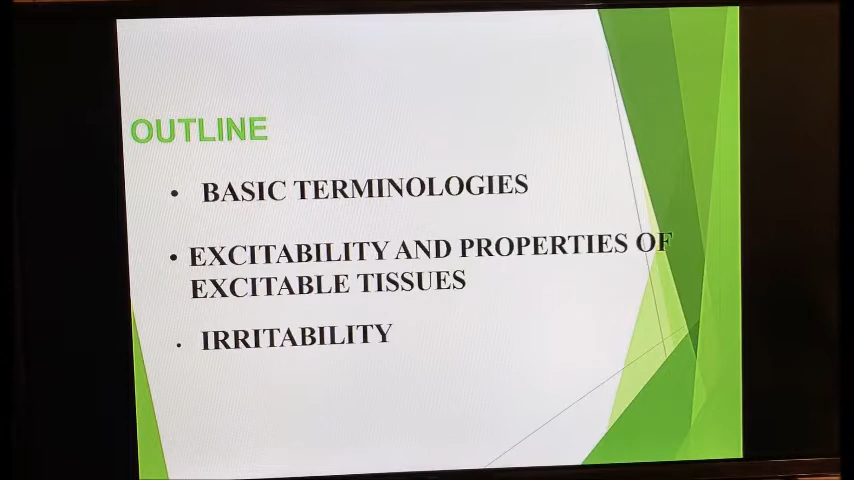 OUTLINE
• BASIC TERMINOLOGIES
• EXCITABILITY AND PROPERTIES OF
EXCITABLE TISSUES
• IRRITABILITY